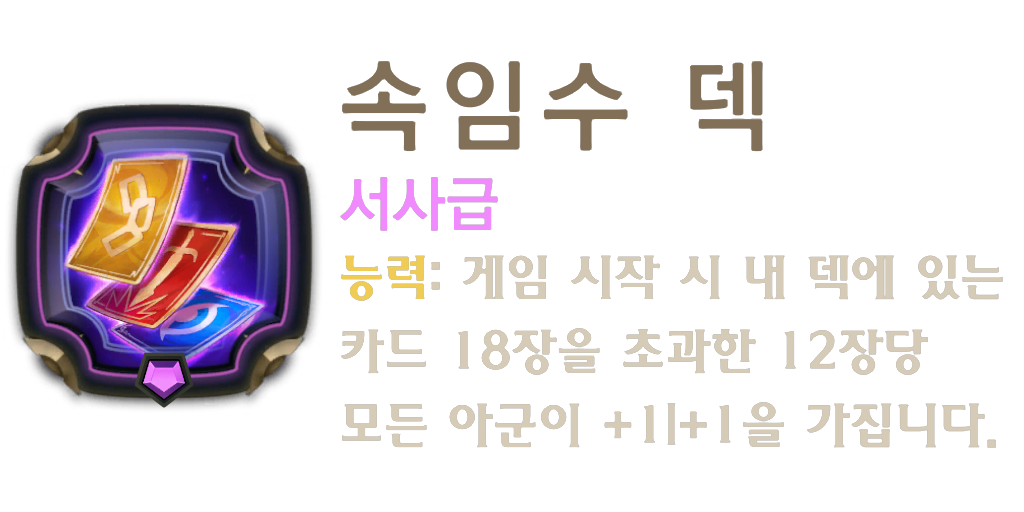 속임수 덱
서사급
능력: 게임 시작 시 내 덱에 있는
카드 18장을 초과한 12장당
모든 아군이 +1|+1을 가집니다.